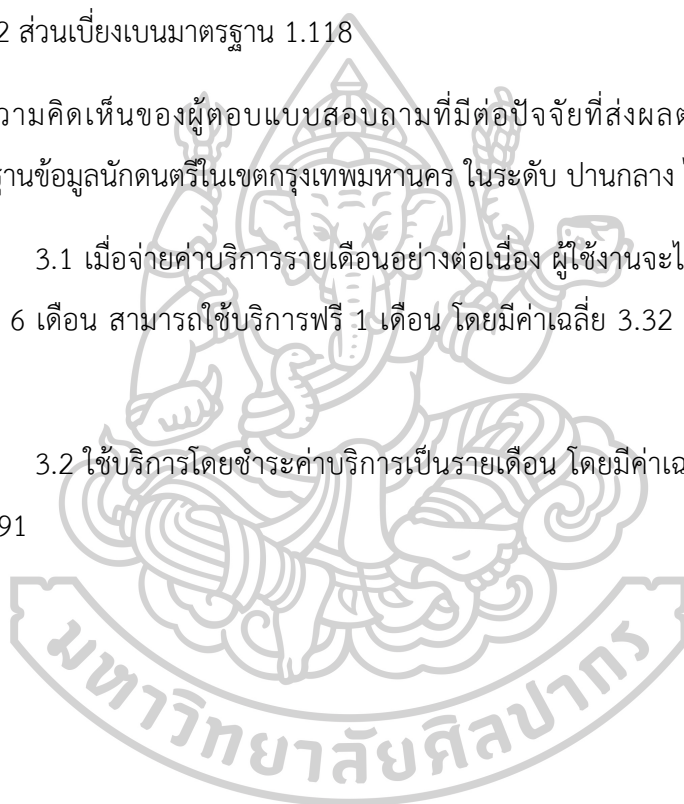 2 ส่วนเบี่ยงเบนมาตรฐาน 1.118
วามคิดเห็นของผู้ตอบแบบสอบถามที่มีต่อปัจจัยที่ส่งผลต
ฐานข้อมูลนักดนตรีในเขตกรุงเทพมหานคร ในระดับ ปานกลาง ไ
3.1 เมื่อจ่ายค่าบริการรายเดือนอย่างต่อเนื่อง ผู้ใช้งานจะไ
6 เดือน สามารถใช้บริการฟรี 1 เดือน โดยมีค่าเฉลี่ย 3.32
3.2 ใช้บริการโดยชำระค่าบริการเป็นรายเดือน โดยมีค่าเฉ
91
มหาวิทยาลัยศิลปากร